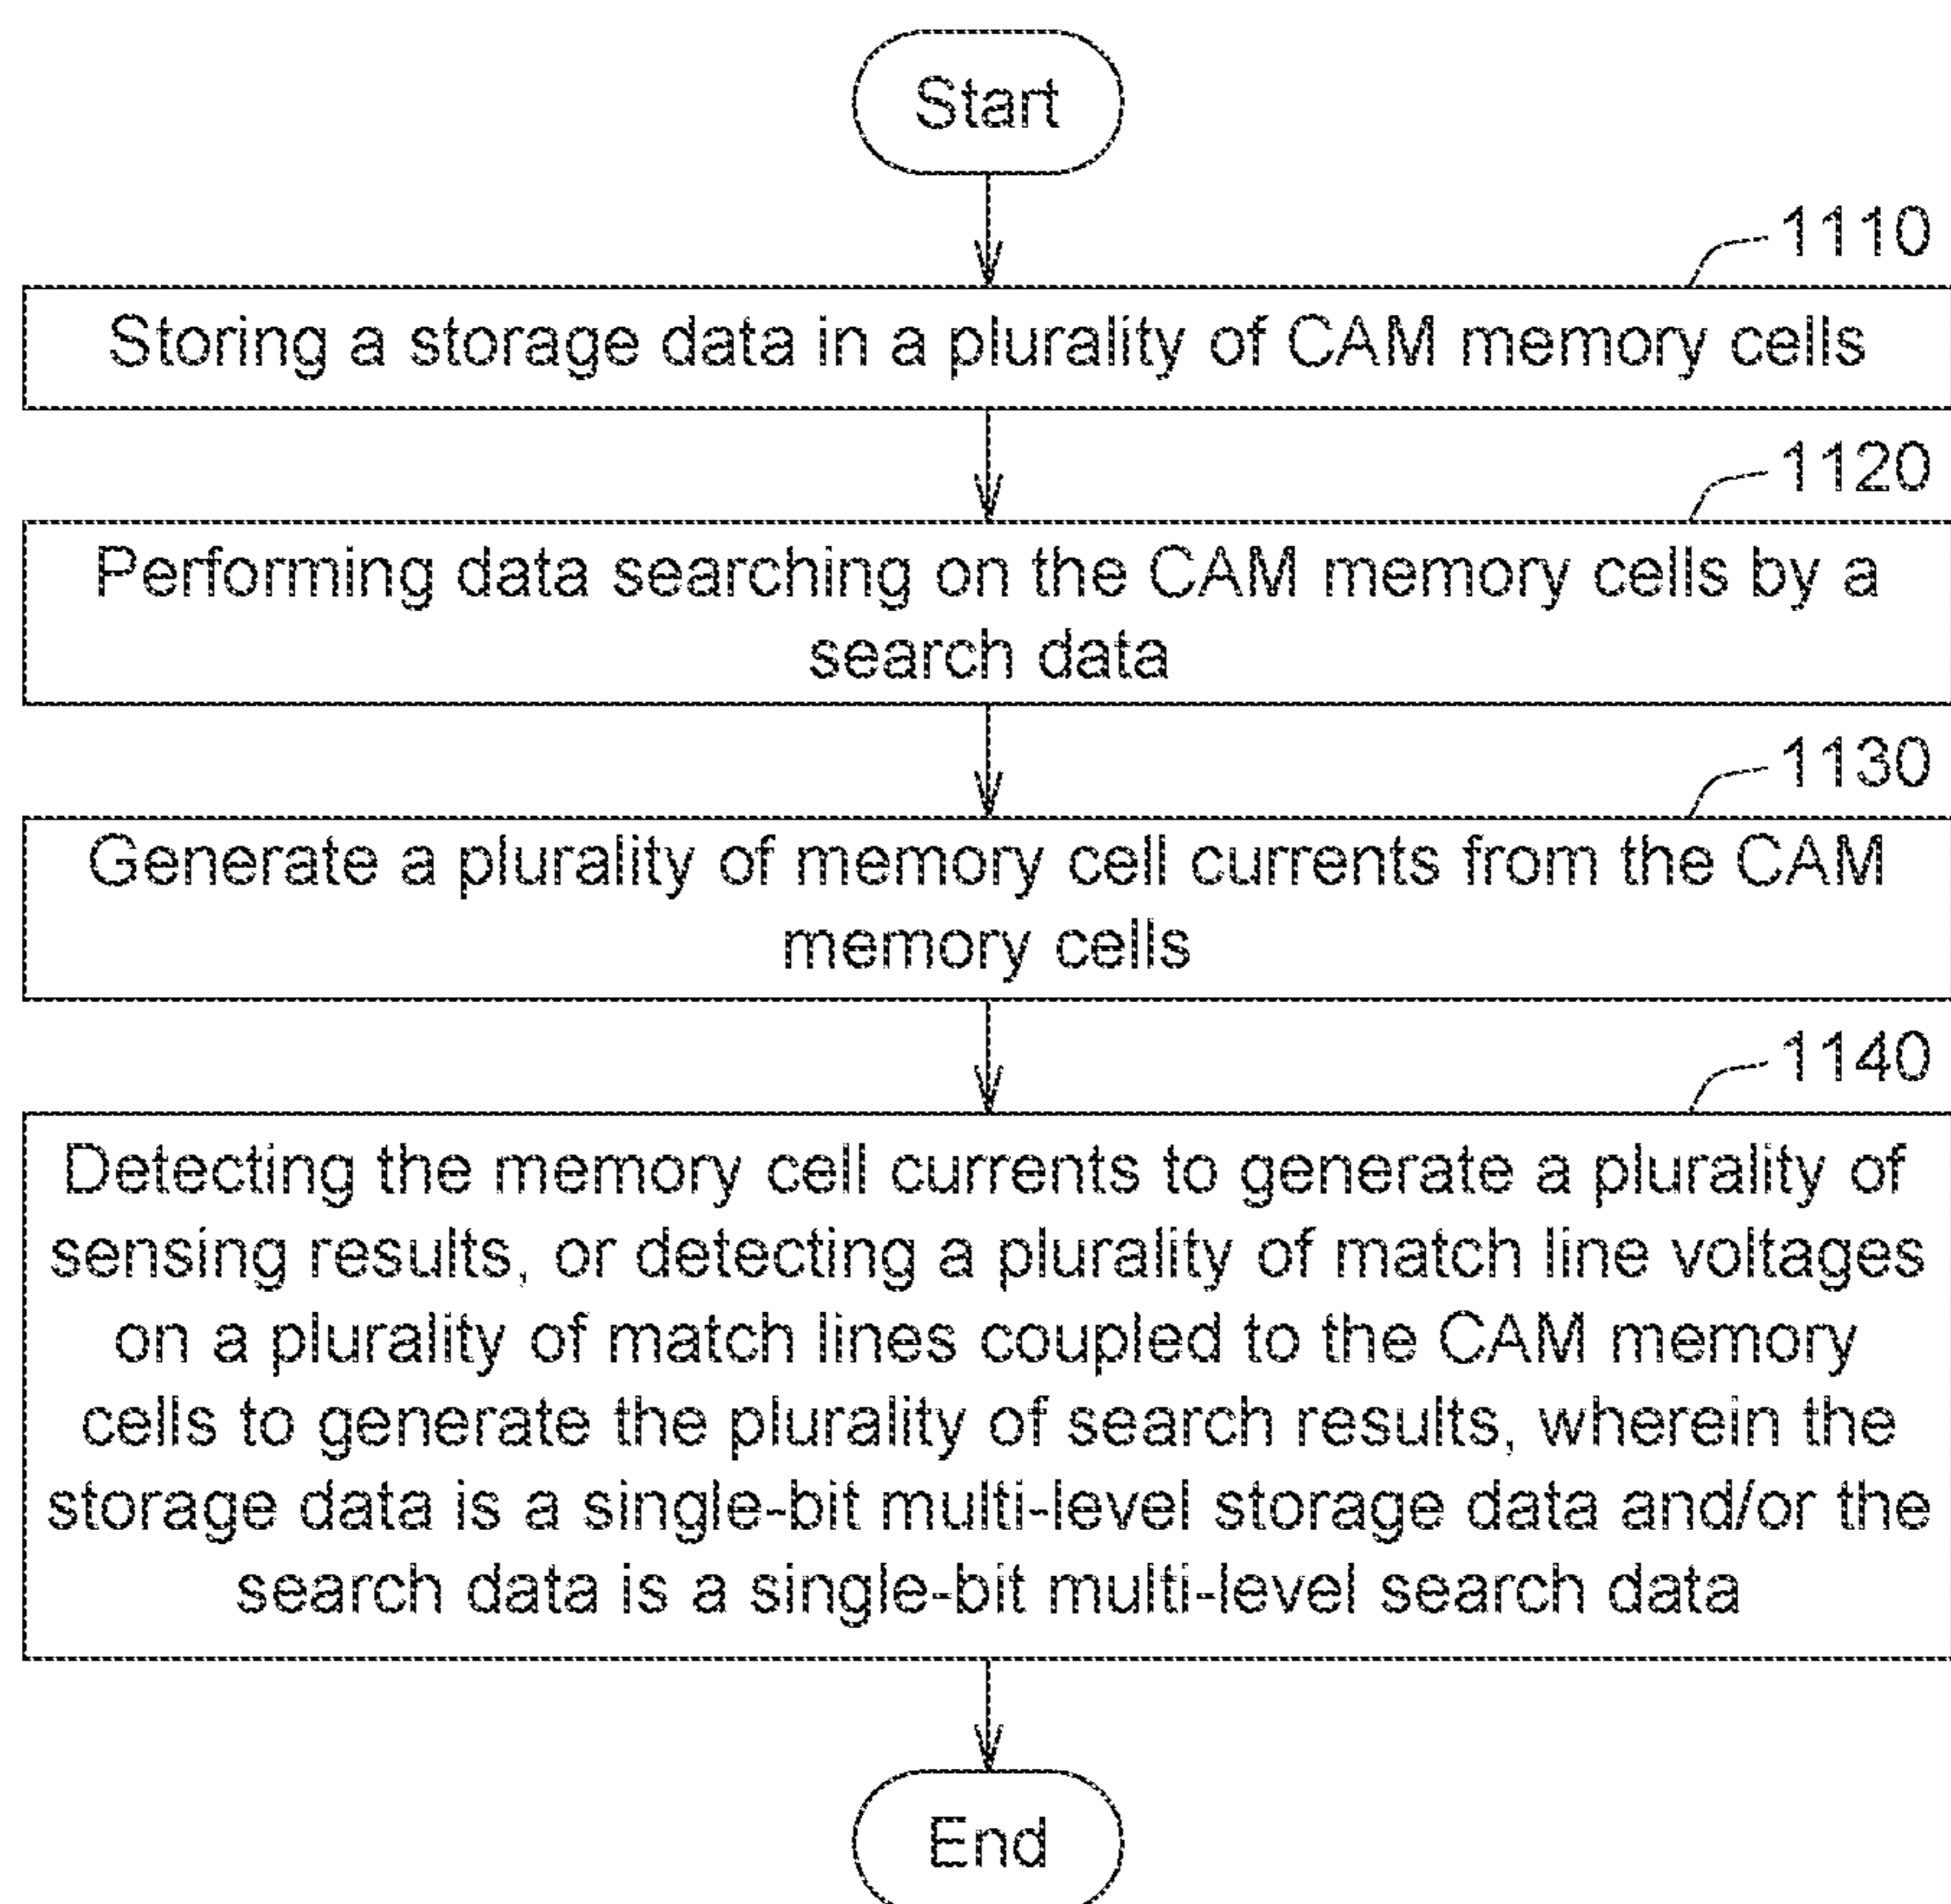 Start
1110
Storing a storage data in a plurality of CAM memory cells
1120
Performing data searching on the CAM memory cells by a
search data
1130
Generate a plurality of memory cell currents from the CAM
memory cells
1140
Detecting the memory cell currents to generate a plurality of
sensing results, or detecting a plurality of match line voltages
on a plurality of match lines coupled to the CAM memory
cells to generate the plurality of search results, wherein the
storage data is a single-bit multi-level storage data and/or the
search data is a single-bit multi-level search data
End